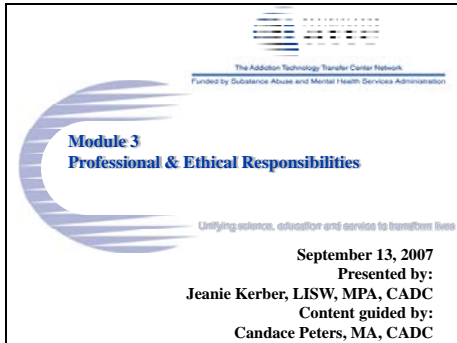 The Addiction Technology Transfer Center Network
Funded by Substance Abuse and Mental Health Services Administration
Module 3
Professional & Ethical Responsibilities
Unifying science, education and service to transform lives
September 13, 2007
Presented by:
Jeanie Kerber, LISW, MPA, CADC
Content guided by:
Candace Peters, MA, CADC